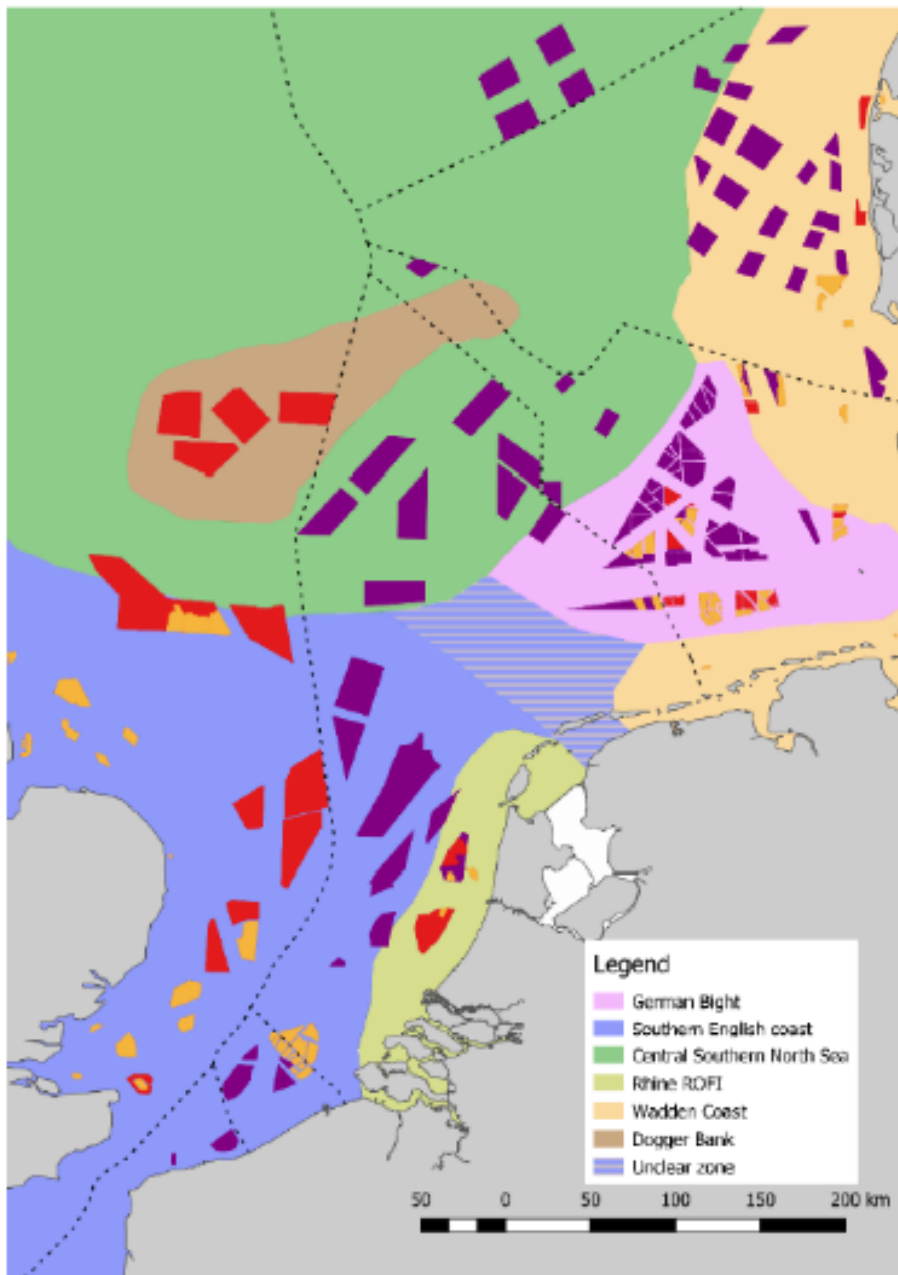 Legend
German Bight
Southern English coast
Central Southern North Sea
Rhine ROFI
Wadden Coast
Dogger Bank
Unclear zone
50 0 50 100 150 200 km